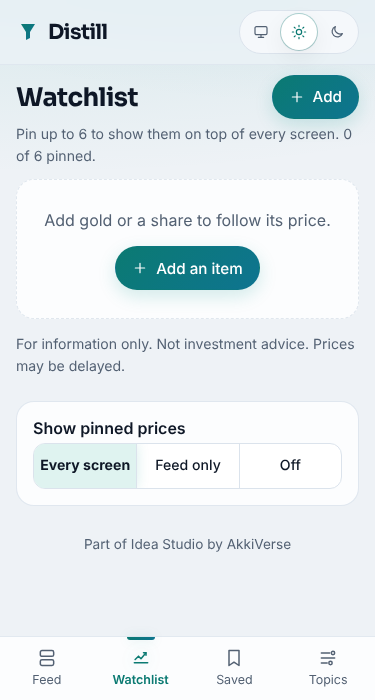 Distill
Watchlist
Add
Pin up to 6 to show them on top of every screen. 0
of 6 pinned.
Add gold or a share to follow its price.
Add an item
For information only. Not investment advice. Prices
may be delayed.
Show pinned prices
Every screen
Feed only
Off
Part of Idea Studio by AkkiVerse
Feed
Watchlist
Saved
Topics